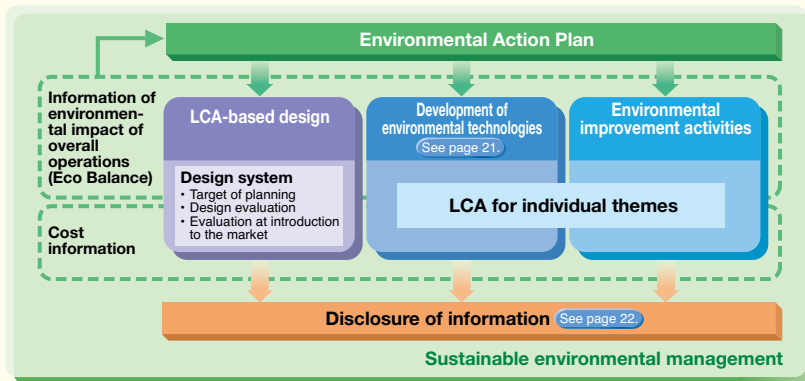 Environmental Action Plan
Information of
environmen-
tal impact of
overall
operations
(Eco Balance)
Cost
information
LCA-based design
Design system
・Target of planning
・Design evaluation
・Evaluation at introduction
to the market
Development of
environmental technologies
See page 21.
Environmental
improvement activities
LCA for individual themes
Disclosure of information See page 22.
Sustainable environmental management